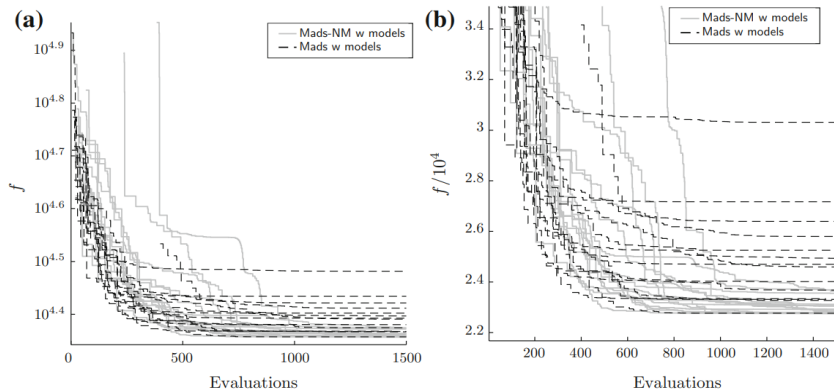 (a)
Mads-NM w models
Mads w models
10^4.9
10^4.8
10^4.7
10^4.6
10^4.5
10^4.4
f
0
500
1000
1500
Evaluations
(b)
Mads-NM w models
Mads w models
3.4
3.2
3
2.8
2.6
2.4
2.2
f/10^4
200
400
600
800
1000
1200
1400
Evaluations